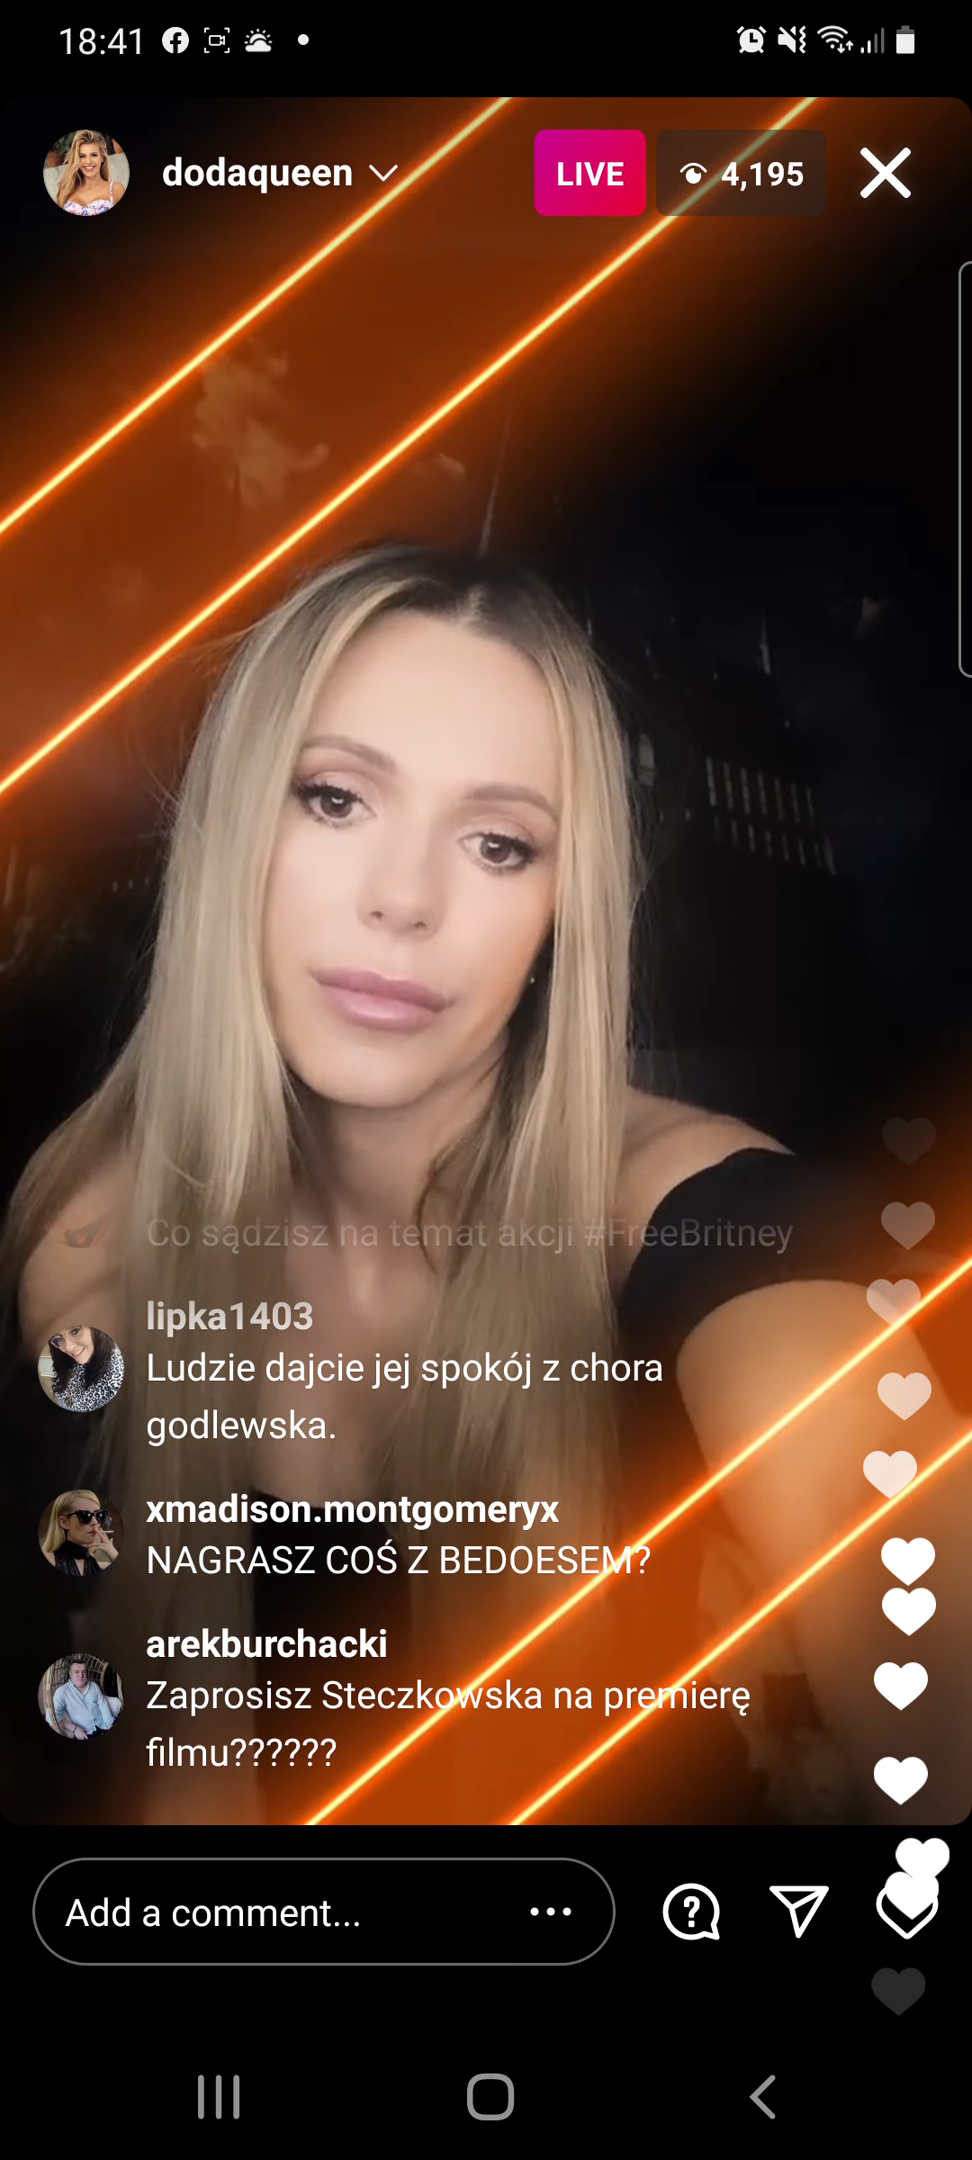 18:41
dodaqueen
LIVE
4,195
Co sądzisz na temat akcji #FreeBritney
lipka1403
Ludzie dajcie jej spokój z chora
godlewska.
xmadison.montgomeryx
NAGRASZ COŚ Z BEDOESEM?
arekburchacki
Zaprosisz Steczkowska na premierę
filmu??????
Add a comment...